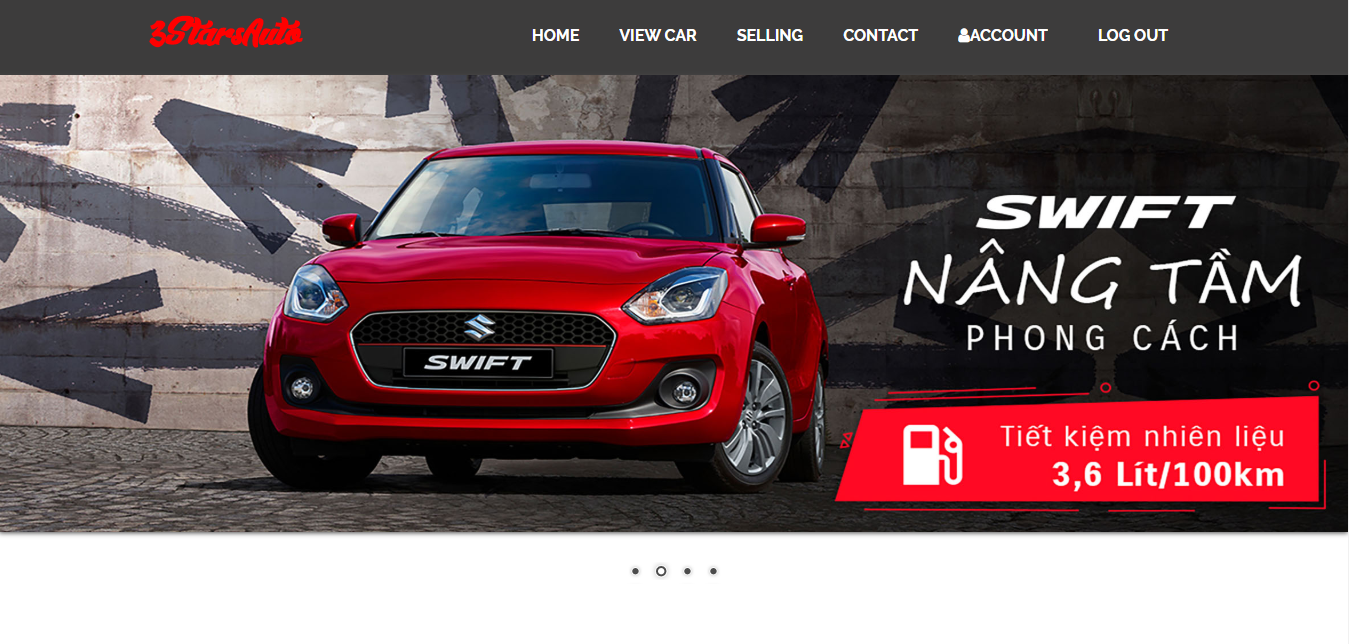 3StarsAuto
HOME VIEW CAR SELLING CONTACT ACCOUNT LOG OUT
SWIFT
NÂNG TẦM
PHONG CÁCH
SWIFT
Tiết kiệm nhiên liệu
3,6 Lít/100km